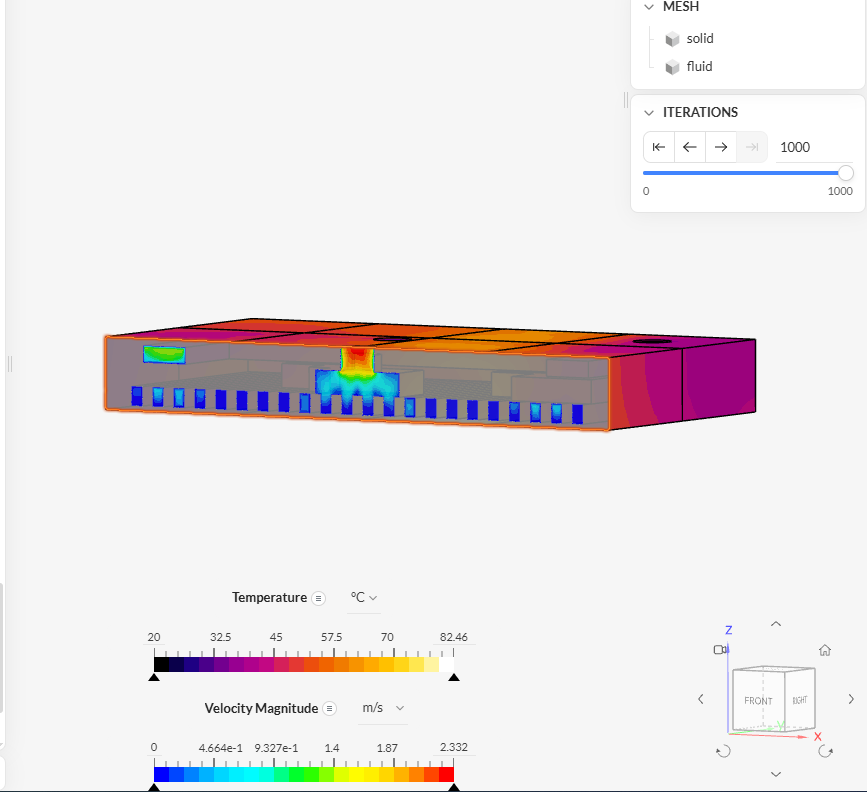 MESH
solid
fluid
ITERATIONS
1000
0 1000
Temperature °C
20 32.5 45 57.5 70 82.46
Velocity Magnitude m/s
0 4.664e-1 9.327e-1 1.4 1.87 2.332
Z
FRONT RIGHT
Y
X